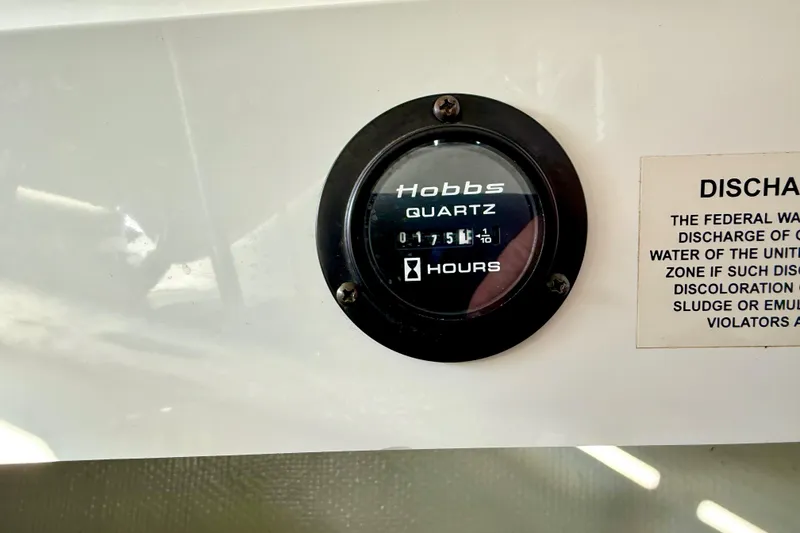 Hobbs
QUARTZ
0175 1/10
HOURS
DISCHA
THE FEDERAL WA
DISCHARGE OF
WATER OF THE UNIT
ZONE IF SUCH DIS
DISCOLORATION
SLUDGE OR EMUL
VIOLATORS A